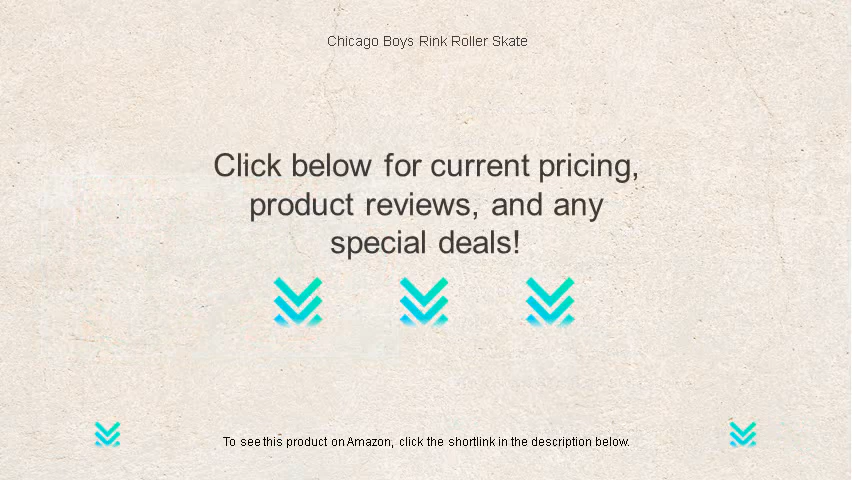 Chicago Boys Rink Roller Skate
Click below for current pricing,
product reviews, and any
special deals!
To see this product on Amazon, click the shortlink in the description below.